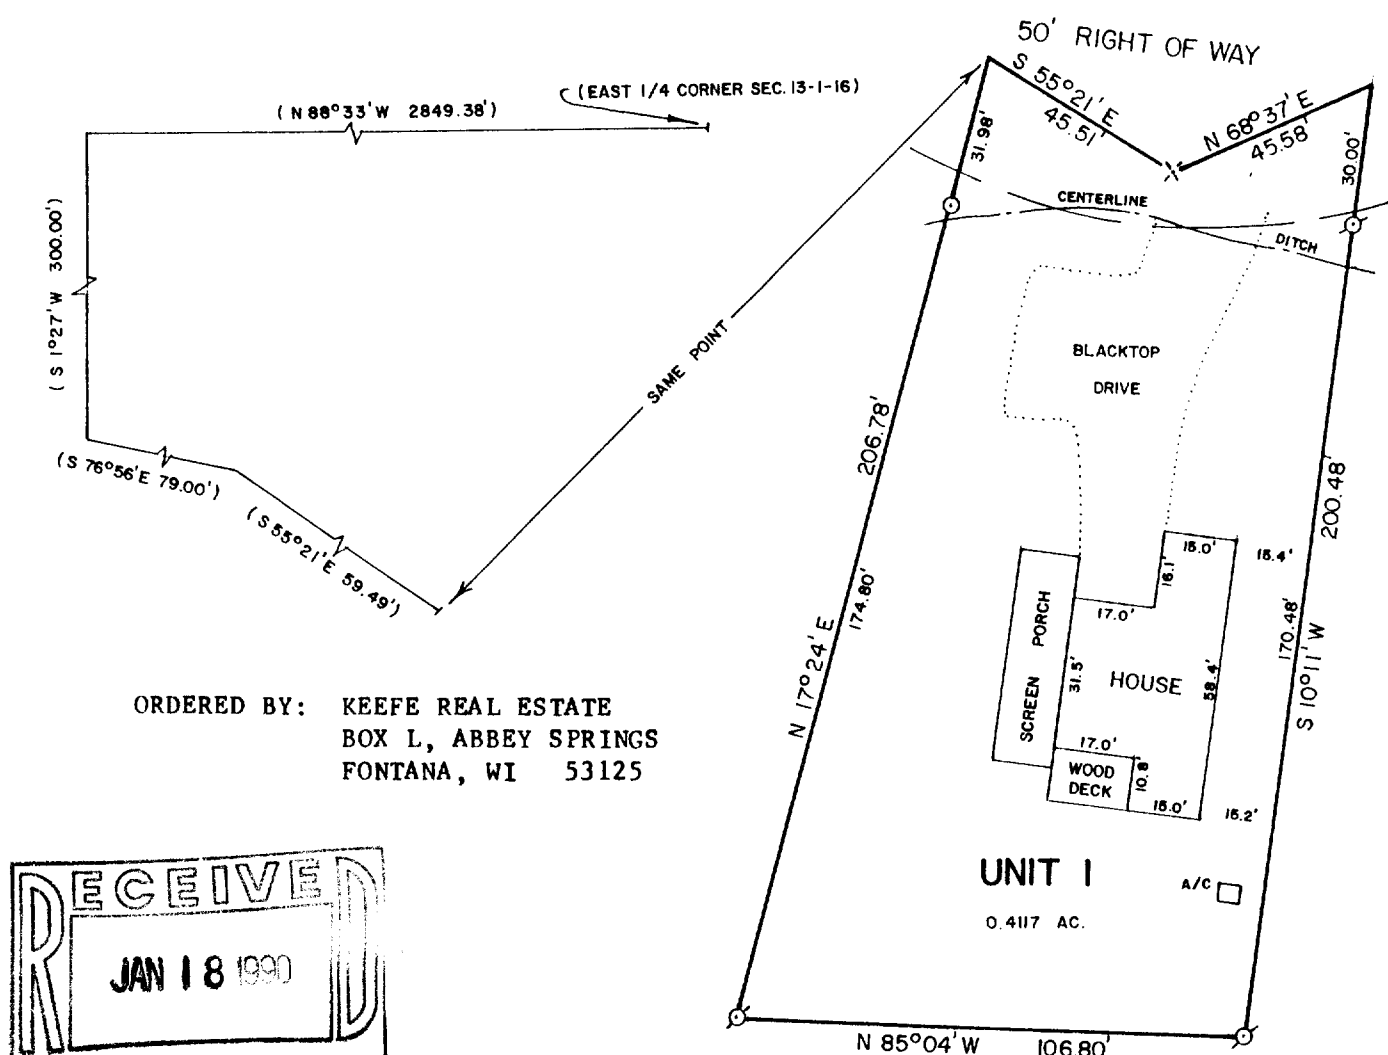 50' RIGHT OF WAY
(EAST 1/4 CORNER SEC. 13-1-16)
(N 88°33' W 2849.38')
S 55°21' E
45.51'
N 68°37' E
45.58'
31.98'
30.00'
CENTERLINE
DITCH
(S 1°27' W 300.00')
SAME POINT
BLACKTOP
DRIVE
(S 76°56' E 79.00')
(S 55°21' E 59.49')
206.78'
174.80'
N 17°24' E
200.48'
170.48'
S 10°11' W
15.0'
15.4'
16.1'
17.0'
SCREEN PORCH
31.5'
HOUSE
58.4'
17.0'
WOOD
DECK
10.8'
15.0'
15.2'
ORDERED BY: KEEFE REAL ESTATE
BOX L, ABBEY SPRINGS
FONTANA, WI 53125
UNIT 1
0.4117 AC.
A/C
RECEIVED
JAN 18 1990
N 85°04' W 106.80'